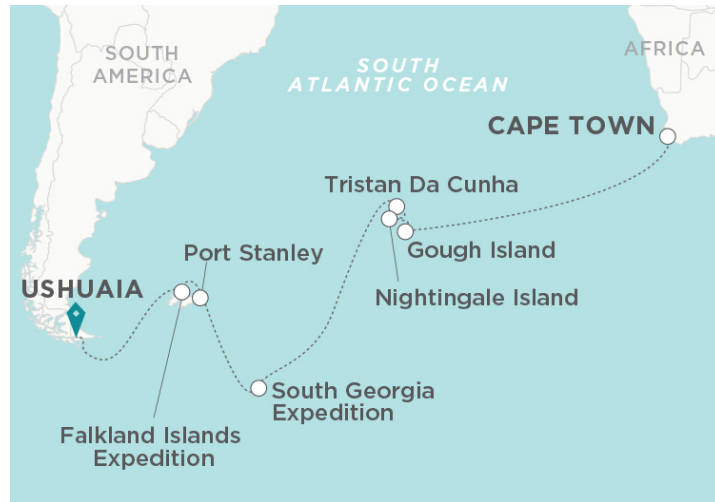 SOUTH
AMERICA
SOUTH
ATLANTIC OCEAN
AFRICA
CAPE TOWN
Tristan Da Cunha
Gough Island
Nightingale Island
Port Stanley
USHUAIA
South Georgia
Expedition
Falkland Islands
Expedition